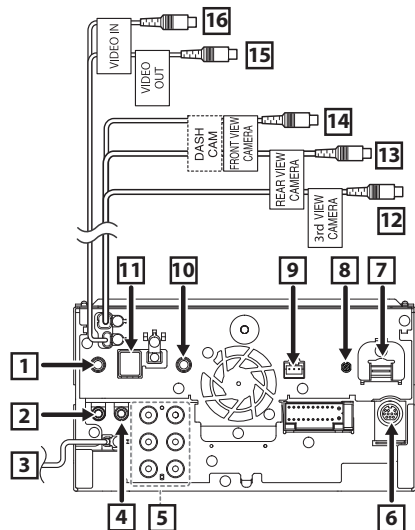 16
VIDEO IN
15
VIDEO
OUT
14
DASH
CAM
FRONT VIEW
CAMERA
13
REAR VIEW
CAMERA
12
3rd VIEW
CAMERA
11
10
9
8
7
1
2
3
4
5
6